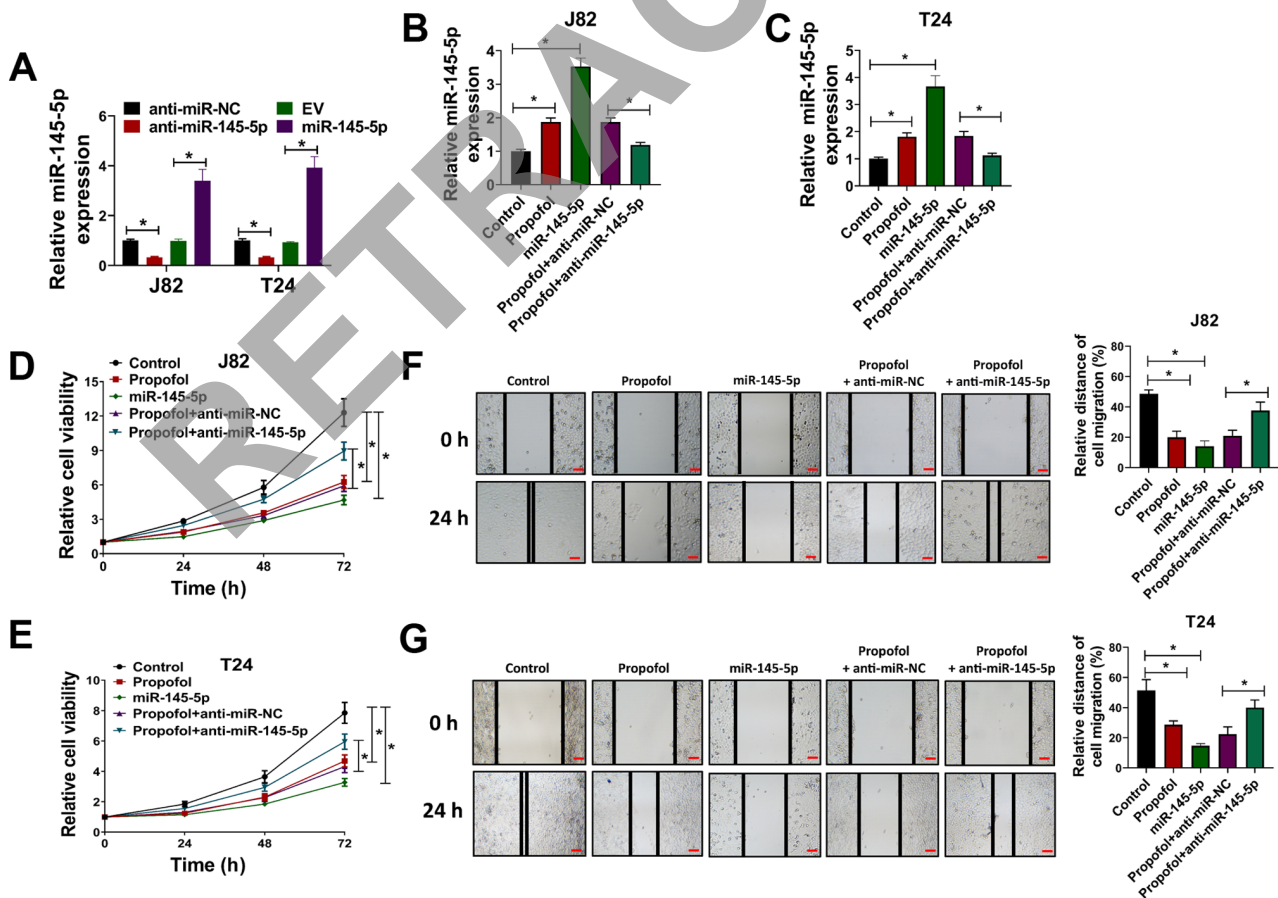 A
Relative miR-145-5p
expression
anti-miR-NC
anti-miR-145-5p
EV
miR-145-5p
6
4
2
0
*
*
*
*
J82
T24
B
J82
Relative miR-145-5p
expression
4
3
2
1
0
*
*
*
Control
Propofol
miR-145-5p
Propofol+anti-miR-NC
Propofol+anti-miR-145-5p
C
T24
Relative miR-145-5p
expression
5
4
3
2
1
0
*
*
*
Control
Propofol
miR-145-5p
Propofol+anti-miR-NC
Propofol+anti-miR-145-5p
D
J82
Control
Propofol
miR-145-5p
Propofol+anti-miR-NC
Propofol+anti-miR-145-5p
Relative cell viability
15
12
9
6
3
0
*
*
*
0 24 48 72
Time (h)
E
T24
Control
Propofol
miR-145-5p
Propofol+anti-miR-NC
Propofol+anti-miR-145-5p
Relative cell viability
10
8
6
4
2
0
*
*
*
0 24 48 72
Time (h)
F
Control
Propofol
miR-145-5p
Propofol
+ anti-miR-NC
Propofol
+ anti-miR-145-5p
0 h
24 h
J82
Relative distance of
cell migration (%)
80
60
40
20
0
*
*
*
Control
Propofol
miR-145-5p
Propofol+anti-miR-NC
Propofol+anti-miR-145-5p
G
Control
Propofol
miR-145-5p
Propofol
+ anti-miR-NC
Propofol
+ anti-miR-145-5p
0 h
24 h
T24
Relative distance of
cell migration (%)
80
60
40
20
0
*
*
*
Control
Propofol
miR-145-5p
Propofol+anti-miR-NC
Propofol+anti-miR-145-5p
RETRAC